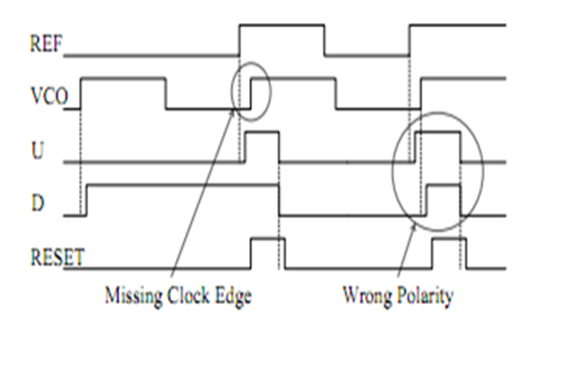 REF
VCO
U
D
RESET
Missing Clock Edge
Wrong Polarity